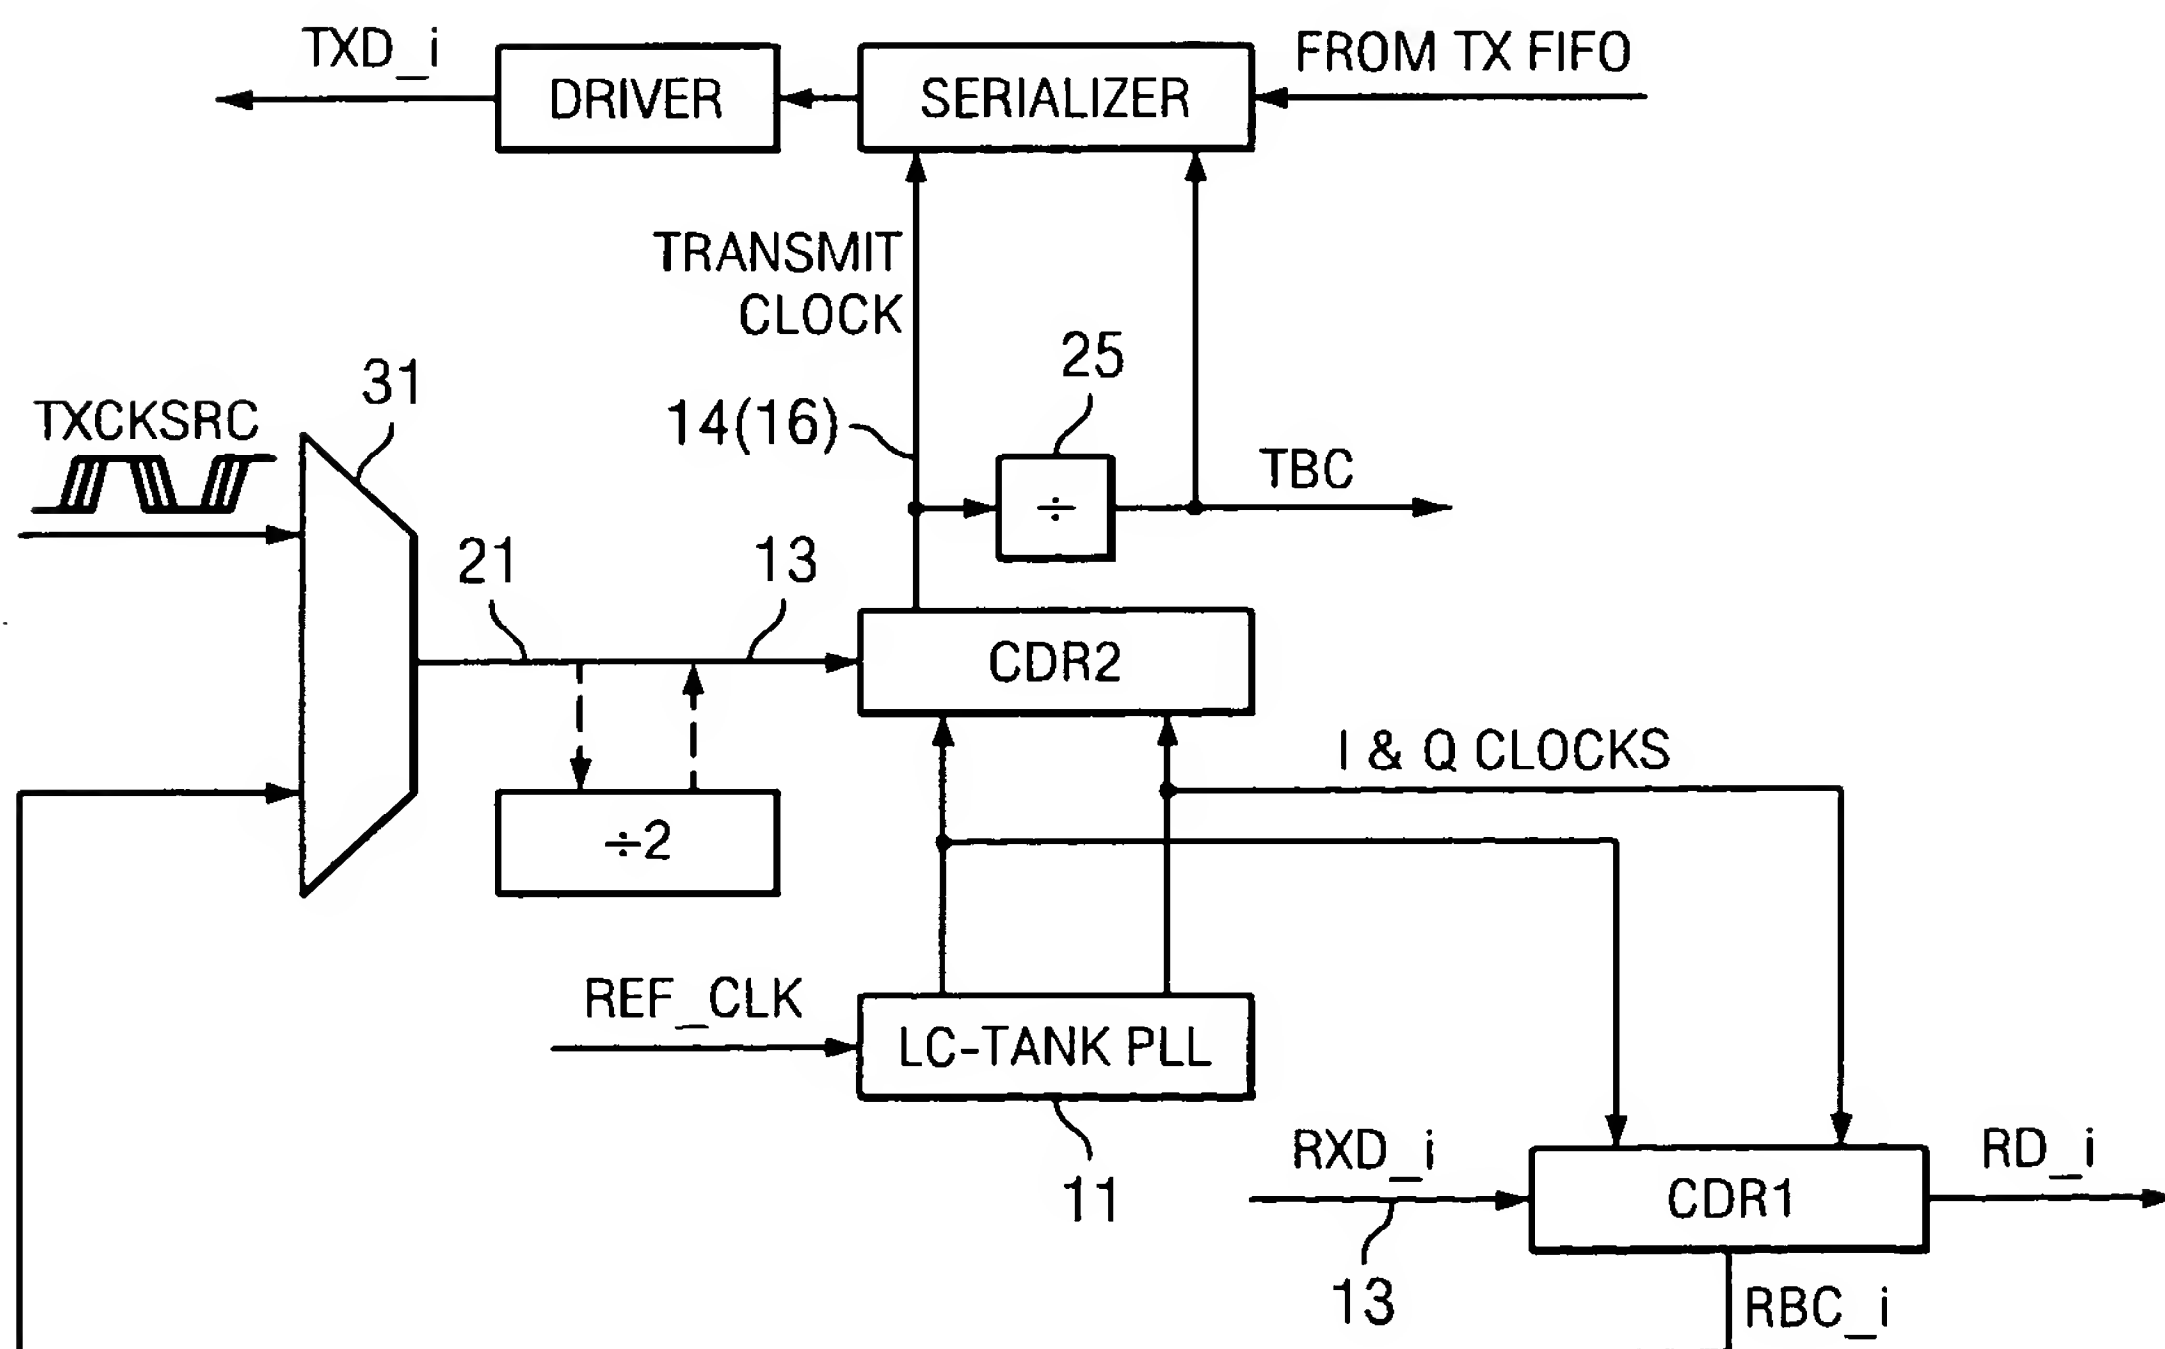 TXD_i
DRIVER
SERIALIZER
FROM TX FIFO
TRANSMIT
CLOCK
25
31
TXCKSRC
14(16)
÷
TBC
21
13
CDR2
I & Q CLOCKS
÷2
REF_CLK
LC-TANK PLL
11
RXD_i
13
CDR1
RD_i
RBC_i